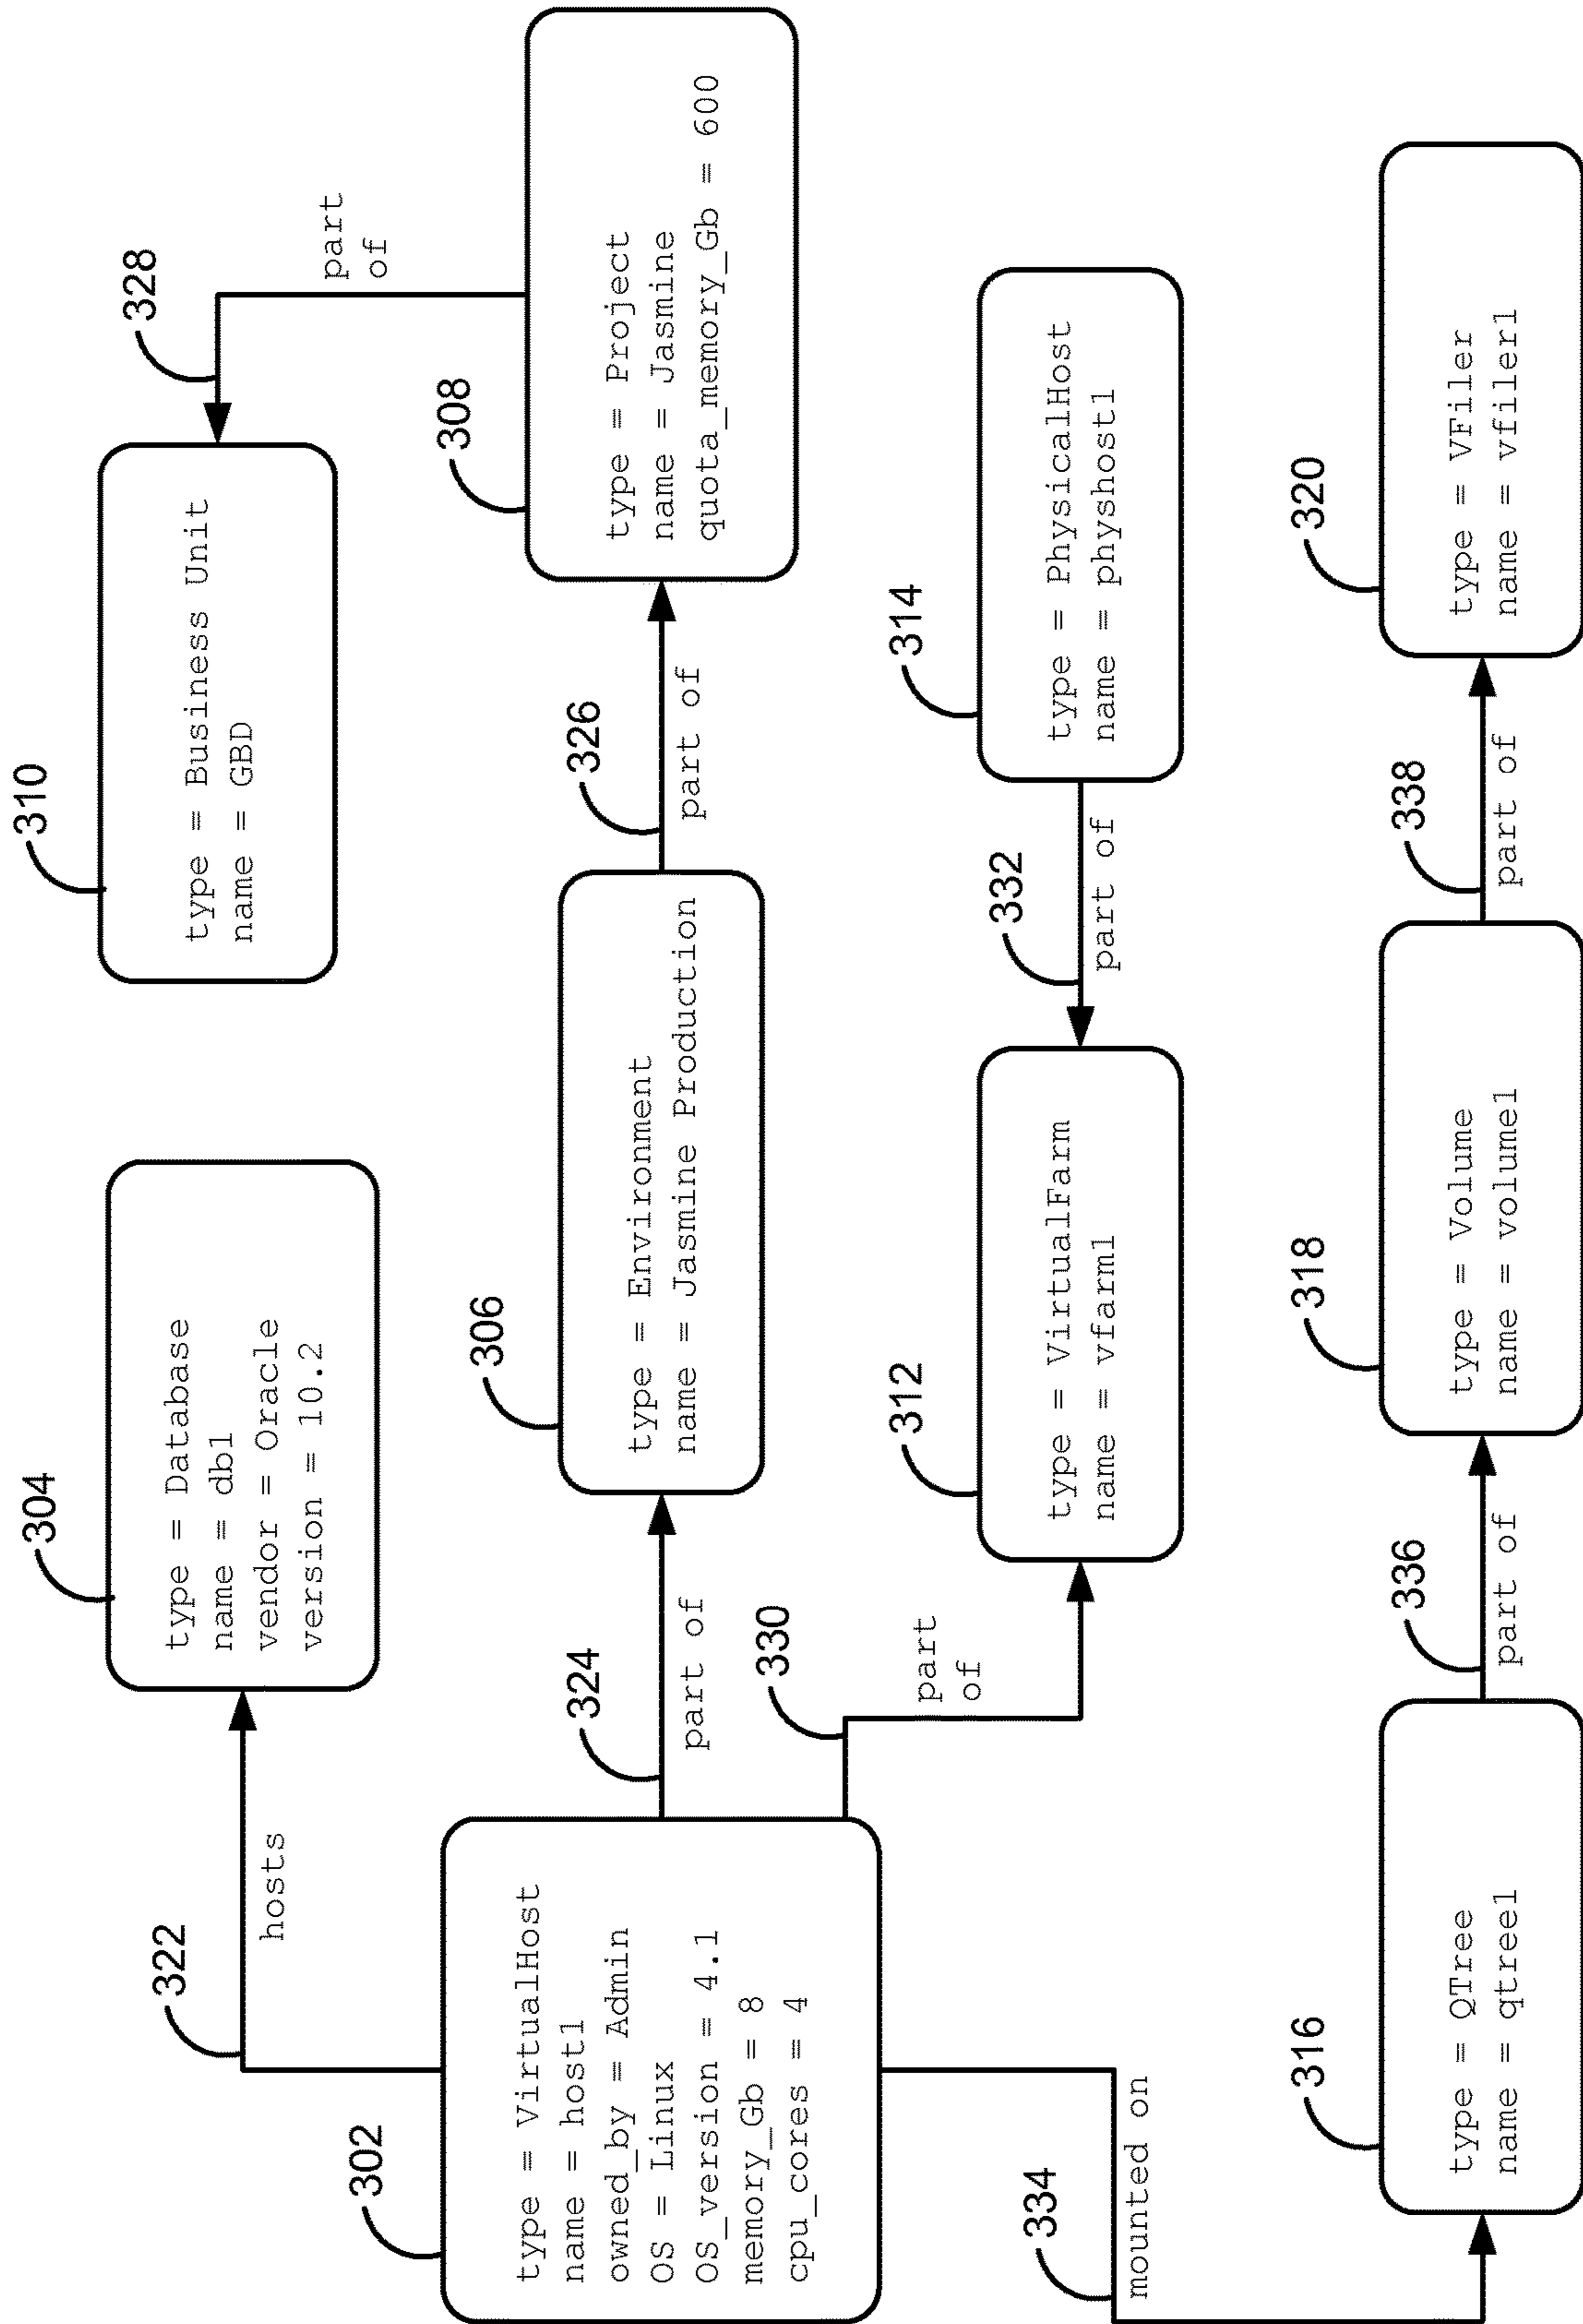 304
type = Database
name = db1
vendor = Oracle
version = 10.2
310
type = Business Unit
name = GBD
322
hosts
328
part
of
302
type = VirtualHost
name = host1
owned_by = Admin
OS = Linux
OS_version = 4.1
memory_Gb = 8
cpu_cores = 4
324
part of
306
type = Environment
name = Jasmine Production
326
part of
308
type = Project
name = Jasmine
quota_memory_Gb = 600
330
part
of
312
type = VirtualFarm
name = vfarm1
332
part of
314
type = PhysicalHost
name = physhost1
334
mounted on
316
type = QTree
name = qtree1
336
part of
318
type = Volume
name = volume1
338
part of
320
type = VFiler
name = vfiler1